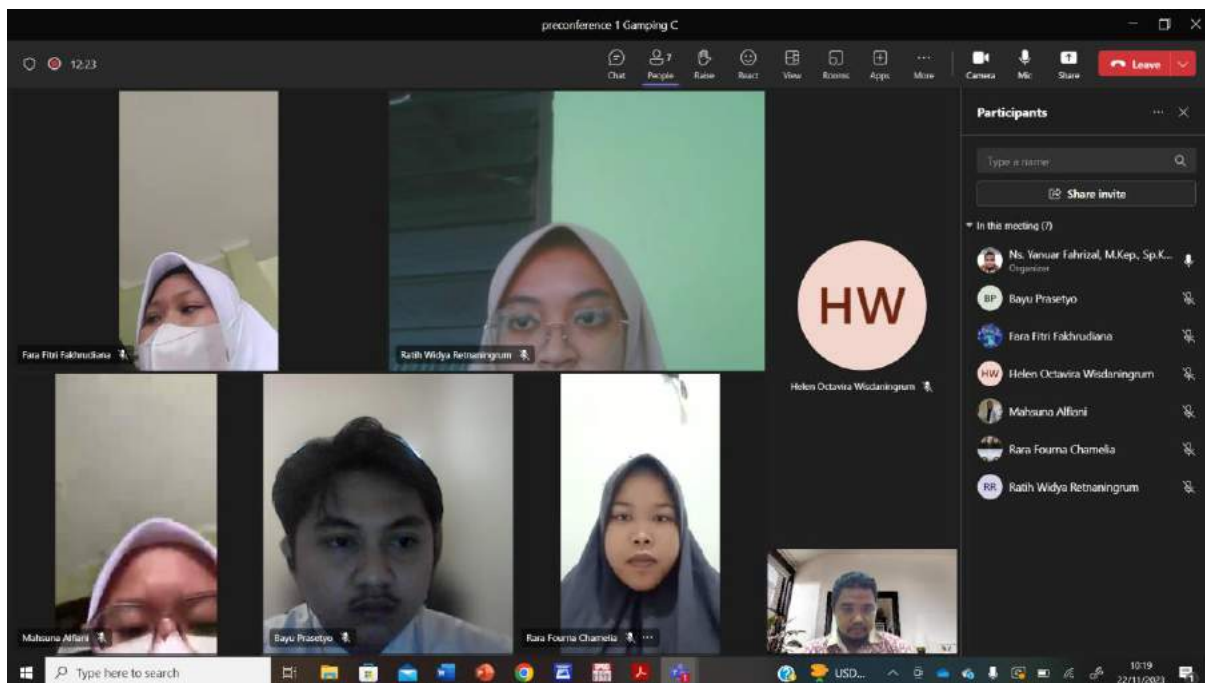 preconference 1 Gamping C
12:23
Chat
People 7
Raise
React
View
Rooms
Apps
More
Camera
Mic
Share
Leave
Fara Fitri Fakhrudiana
Ratih Widya Retnaningrum
HW
Helen Octavira Wisdaningrum
Mahsuna Alfiani
Bayu Prasetyo
Rara Fourna Chamelia
Participants
Type a name
Share invite
In this meeting (7)
Ns. Yanuar Fahrizal, M.Kep., Sp.K...
Organizer
BP Bayu Prasetyo
Fara Fitri Fakhrudiana
HW Helen Octavira Wisdaningrum
Mahsuna Alfiani
Rara Fourna Chamelia
RR Ratih Widya Retnaningrum
Type here to search
USD...
10:19
22/11/2023